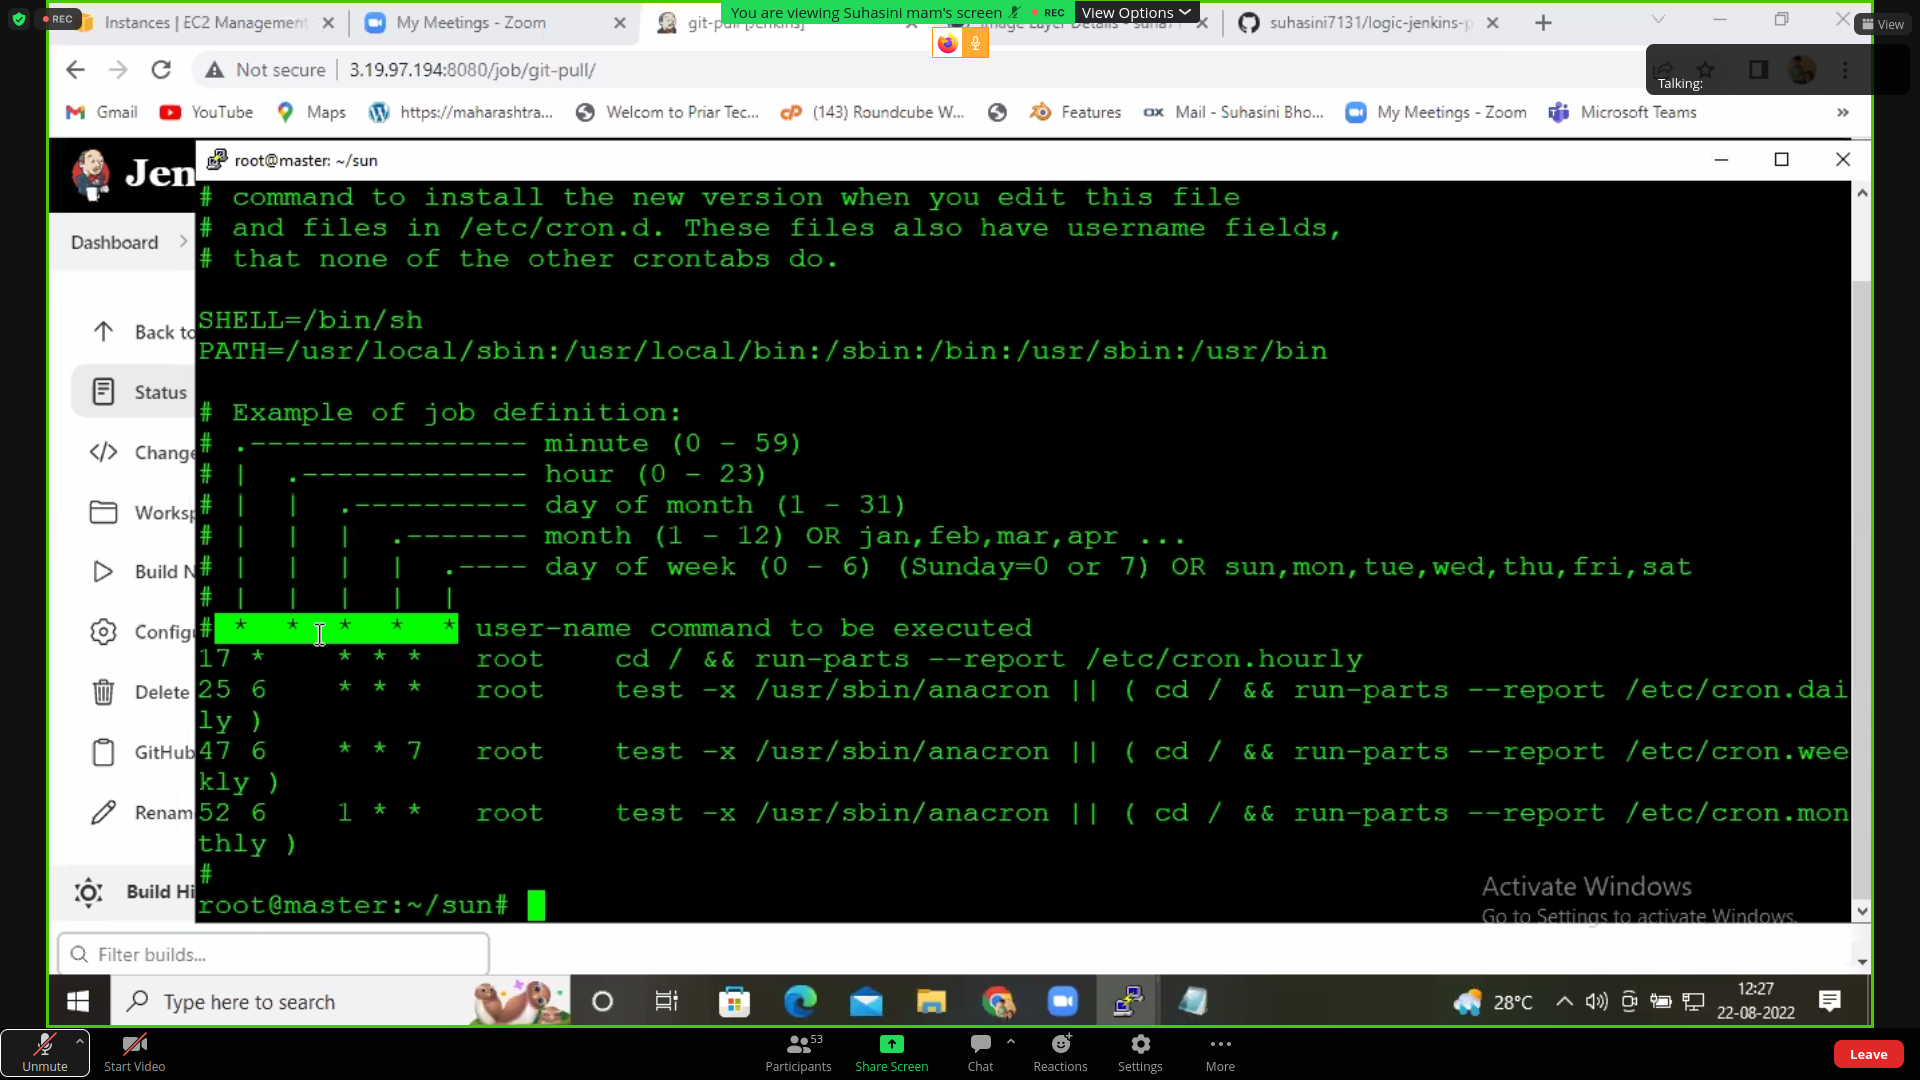 REC
You are viewing Suhasini mam's screen REC View Options
View
Instances | EC2 Management
My Meetings - Zoom
git-pull [Jenkins]
Image Layer Details - suha
suhasini7131/logic-jenkins-p
Not secure 3.19.97.194:8080/job/git-pull/
Talking:
Gmail YouTube Maps https://maharashtra... Welcom to Priar Tec... (143) Roundcube W... Features Mail - Suhasini Bho... My Meetings - Zoom Microsoft Teams »
Jen
root@master: ~/sun
# command to install the new version when you edit this file
# and files in /etc/cron.d. These files also have username fields,
# that none of the other crontabs do.
SHELL=/bin/sh
PATH=/usr/local/sbin:/usr/local/bin:/sbin:/bin:/usr/sbin:/usr/bin
# Example of job definition:
# .---------------- minute (0 - 59)
# |  .------------- hour (0 - 23)
# |  |  .---------- day of month (1 - 31)
# |  |  |  .------- month (1 - 12) OR jan,feb,mar,apr ...
# |  |  |  |  .---- day of week (0 - 6) (Sunday=0 or 7) OR sun,mon,tue,wed,thu,fri,sat
# |  |  |  |  |
# *  *  *  *  * user-name command to be executed
17 *    * * *   root    cd / && run-parts --report /etc/cron.hourly
25 6    * * *   root    test -x /usr/sbin/anacron || ( cd / && run-parts --report /etc/cron.dai
ly )
47 6    * * 7   root    test -x /usr/sbin/anacron || ( cd / && run-parts --report /etc/cron.wee
kly )
52 6    1 * *   root    test -x /usr/sbin/anacron || ( cd / && run-parts --report /etc/cron.mon
thly )
#
root@master:~/sun#
Dashboard
Back to
Status
Change
Worksp
Build N
Configu
Delete
GitHub
Renam
Build Hi
Filter builds...
Activate Windows
Go to Settings to activate Windows.
Type here to search
28°C
12:27
22-08-2022
Unmute
Start Video
Participants 53
Share Screen
Chat
Reactions
Settings
More
Leave